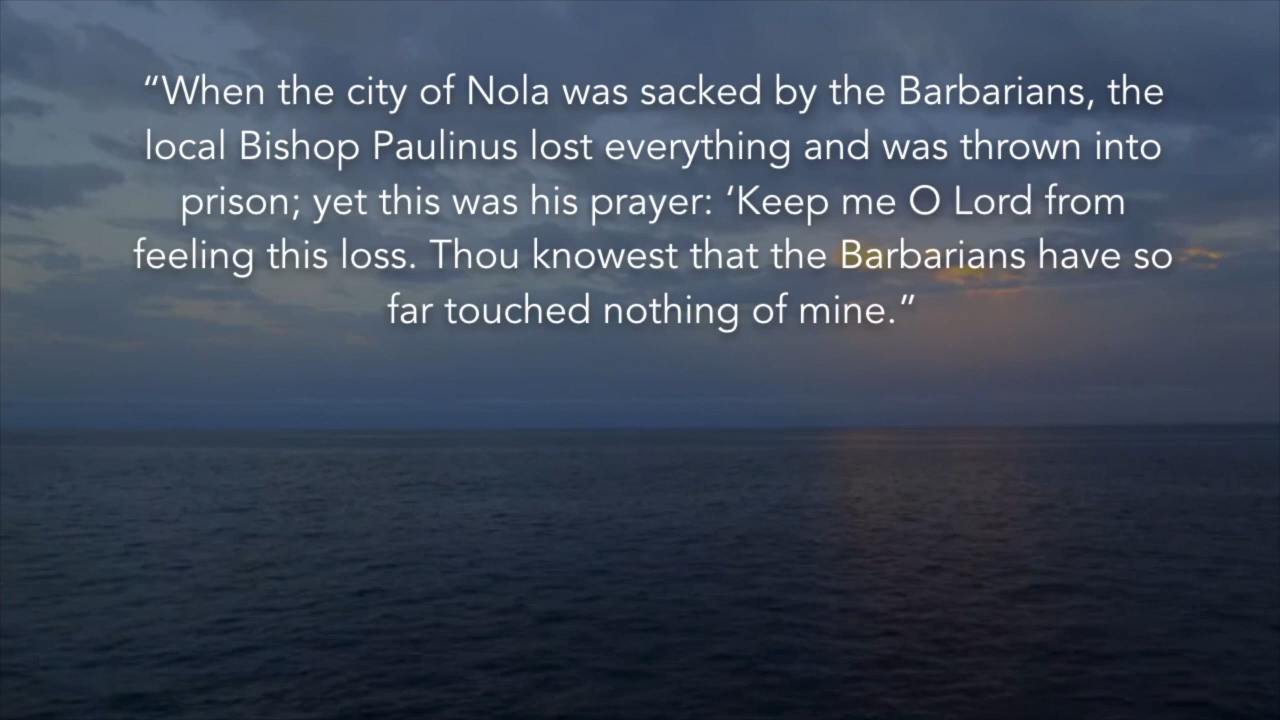 “When the city of Nola was sacked by the Barbarians, the
local Bishop Paulinus lost everything and was thrown into
prison; yet this was his prayer: ‘Keep me O Lord from
feeling this loss. Thou knowest that the Barbarians have so
far touched nothing of mine.”